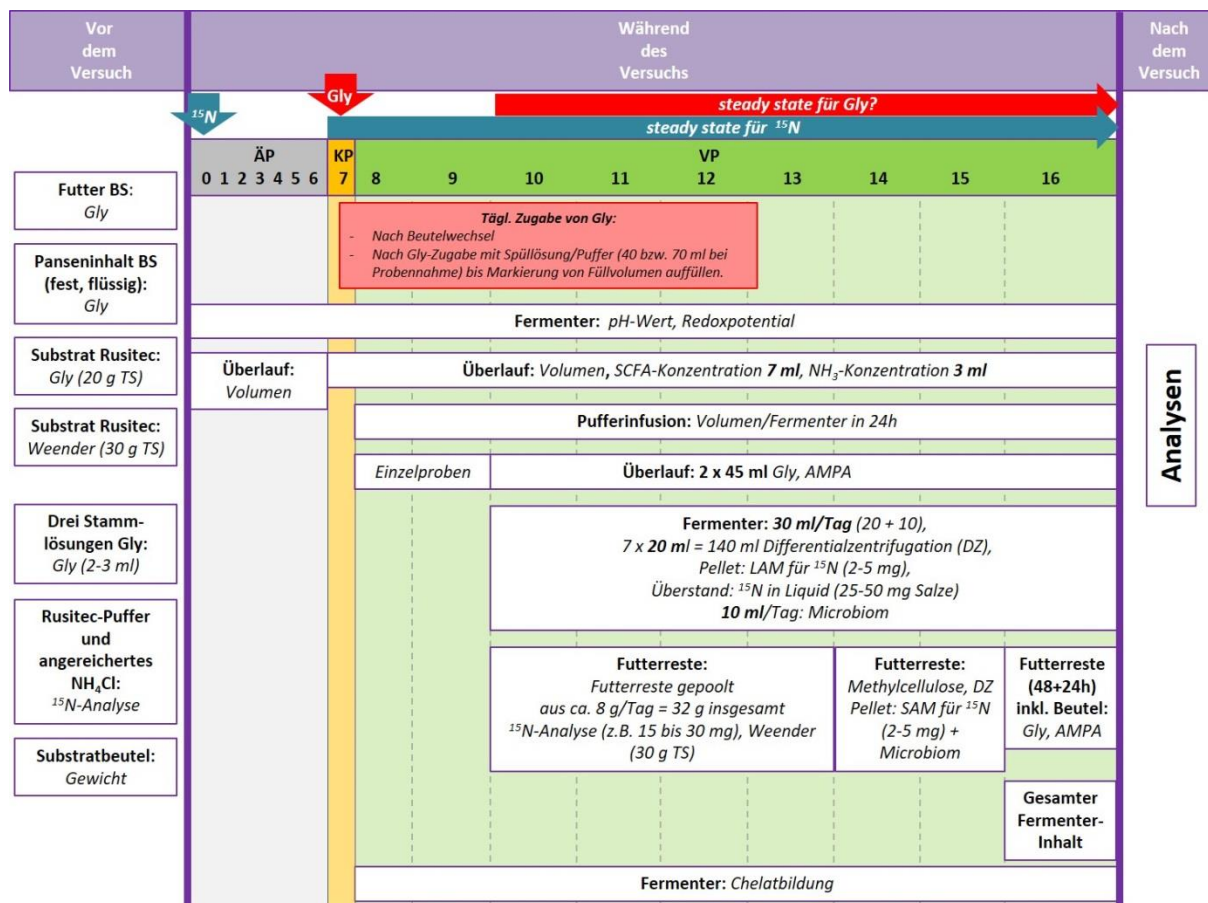 Vor
dem
Versuch
Während
des
Versuchs
Nach
dem
Versuch
¹⁵N
Gly
steady state für Gly?
steady state für ¹⁵N
ÄP
0 1 2 3 4 5 6
KP
7
VP
8 9 10 11 12 13 14 15 16
Futter BS:
Gly
Panseninhalt BS
(fest, flüssig):
Gly
Substrat Rusitec:
Gly (20 g TS)
Substrat Rusitec:
Weender (30 g TS)
Drei Stamm-
lösungen Gly:
Gly (2-3 ml)
Rusitec-Puffer
und
angereichertes
NH₄Cl:
¹⁵N-Analyse
Substratbeutel:
Gewicht
Tägl. Zugabe von Gly:
- Nach Beutelwechsel
- Nach Gly-Zugabe mit Spüllösung/Puffer (40 bzw. 70 ml bei
Probennahme) bis Markierung von Füllvolumen auffüllen.
Fermenter: pH-Wert, Redoxpotential
Überlauf:
Volumen
Überlauf: Volumen, SCFA-Konzentration 7 ml, NH₃-Konzentration 3 ml
Pufferinfusion: Volumen/Fermenter in 24h
Einzelproben
Überlauf: 2 x 45 ml Gly, AMPA
Fermenter: 30 ml/Tag (20 + 10),
7 x 20 ml = 140 ml Differentialzentrifugation (DZ),
Pellet: LAM für ¹⁵N (2-5 mg),
Überstand: ¹⁵N in Liquid (25-50 mg Salze)
10 ml/Tag: Microbiom
Futterreste:
Futterreste gepoolt
aus ca. 8 g/Tag = 32 g insgesamt
¹⁵N-Analyse (z.B. 15 bis 30 mg), Weender
(30 g TS)
Futterreste:
Methylcellulose, DZ
Pellet: SAM für ¹⁵N
(2-5 mg) +
Microbiom
Futterreste
(48+24h)
inkl. Beutel:
Gly, AMPA
Gesamter
Fermenter-
Inhalt
Fermenter: Chelatbildung
Analysen